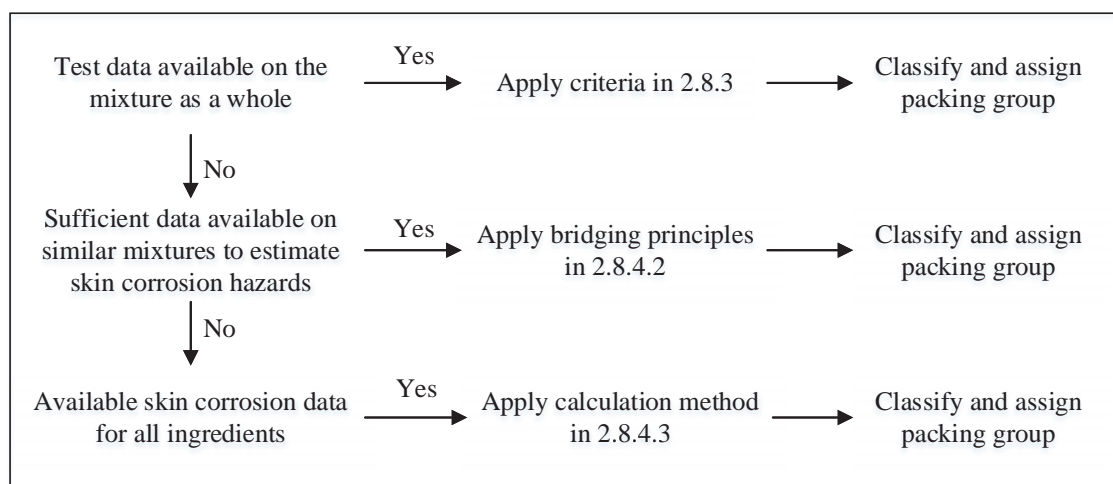 Test data available on the
mixture as a whole
Yes
Apply criteria in 2.8.3
Classify and assign
packing group
No
Sufficient data available on
similar mixtures to estimate
skin corrosion hazards
Yes
Apply bridging principles
in 2.8.4.2
Classify and assign
packing group
No
Available skin corrosion data
for all ingredients
Yes
Apply calculation method
in 2.8.4.3
Classify and assign
packing group